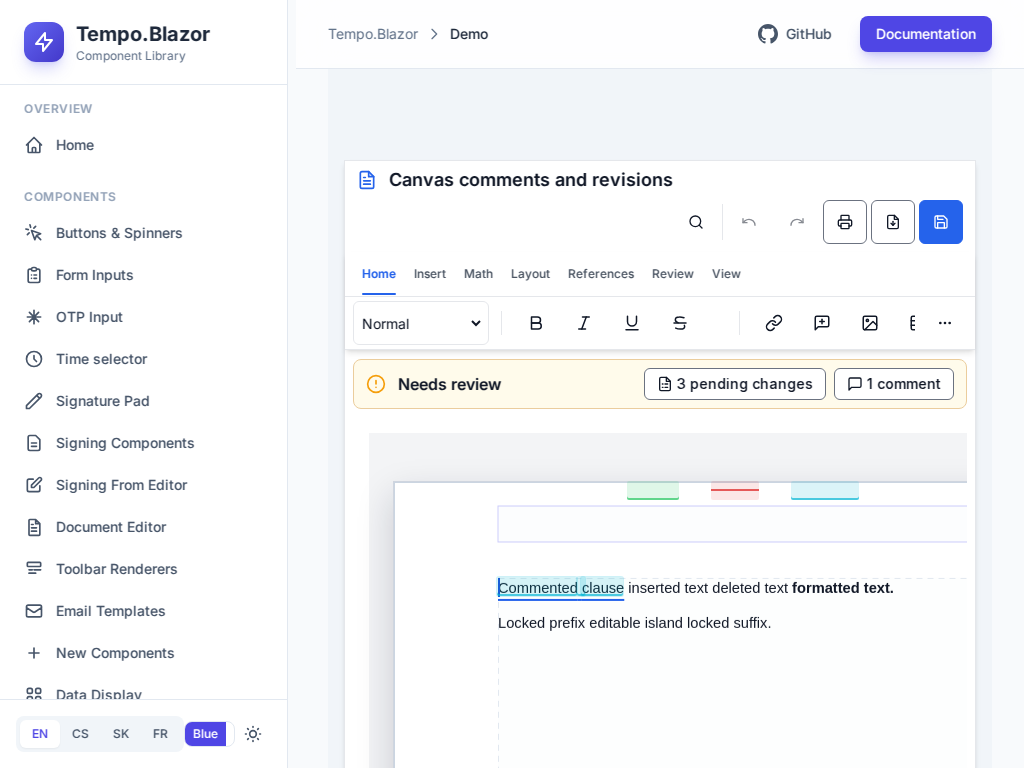 Tempo.Blazor
Component Library
OVERVIEW
Home
COMPONENTS
Buttons & Spinners
Form Inputs
OTP Input
Time selector
Signature Pad
Signing Components
Signing From Editor
Document Editor
Toolbar Renderers
Email Templates
New Components
Data Display
EN CS SK FR Blue
Tempo.Blazor > Demo
GitHub
Documentation
Canvas comments and revisions
Home Insert Math Layout References Review View
Normal
Needs review
3 pending changes
1 comment
Commented clause inserted text deleted text formatted text.
Locked prefix editable island locked suffix.